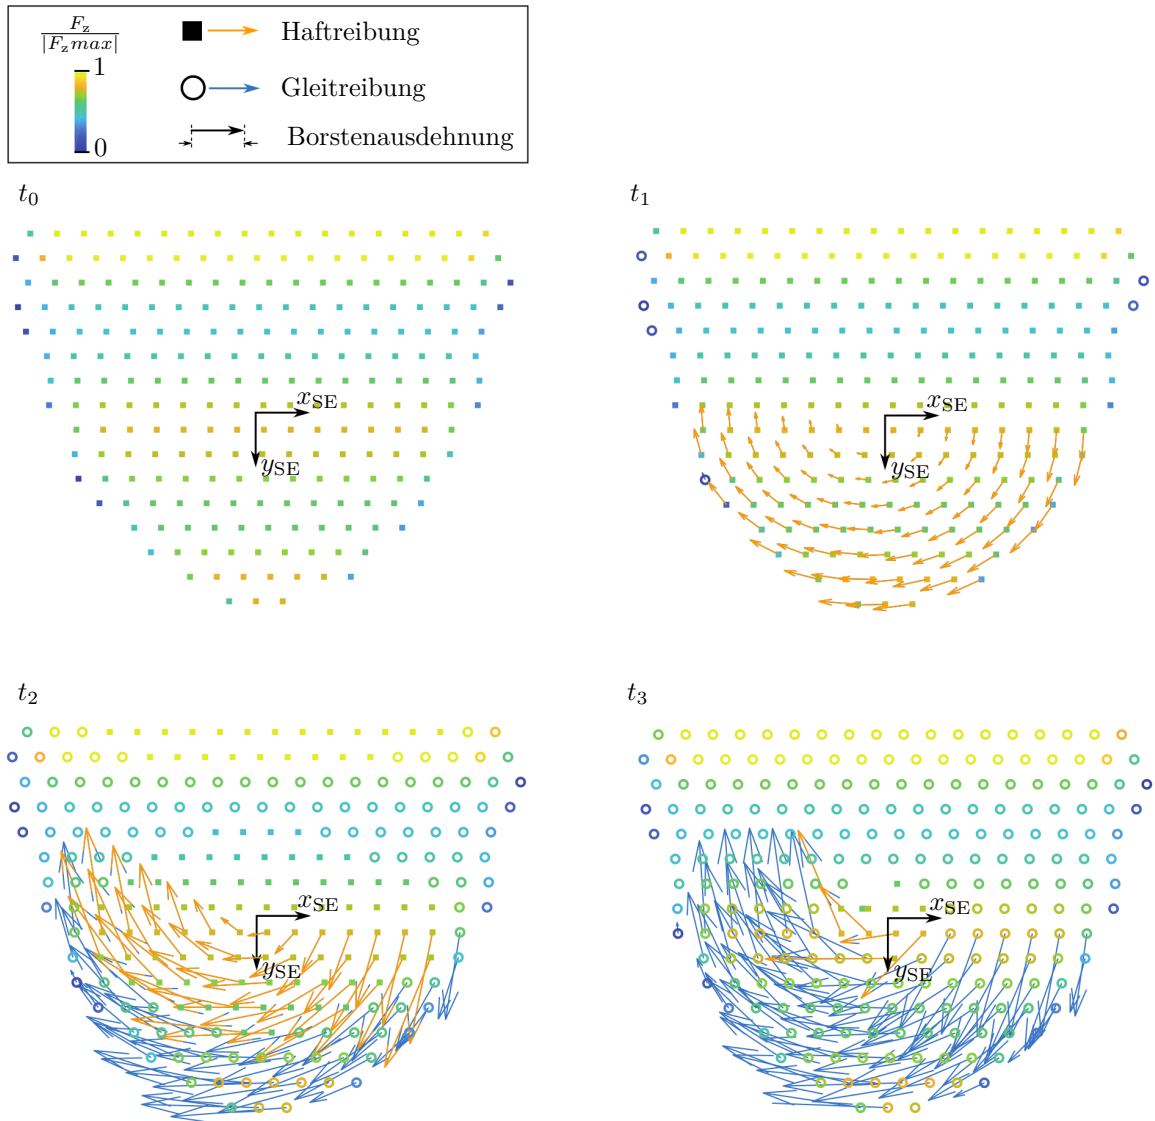 F_z / |F_z max|
1
0
Haftreibung
Gleitreibung
Borstenausdehnung
t_0
t_1
x_SE
y_SE
x_SE
y_SE
t_2
t_3
x_SE
y_SE
x_SE
y_SE